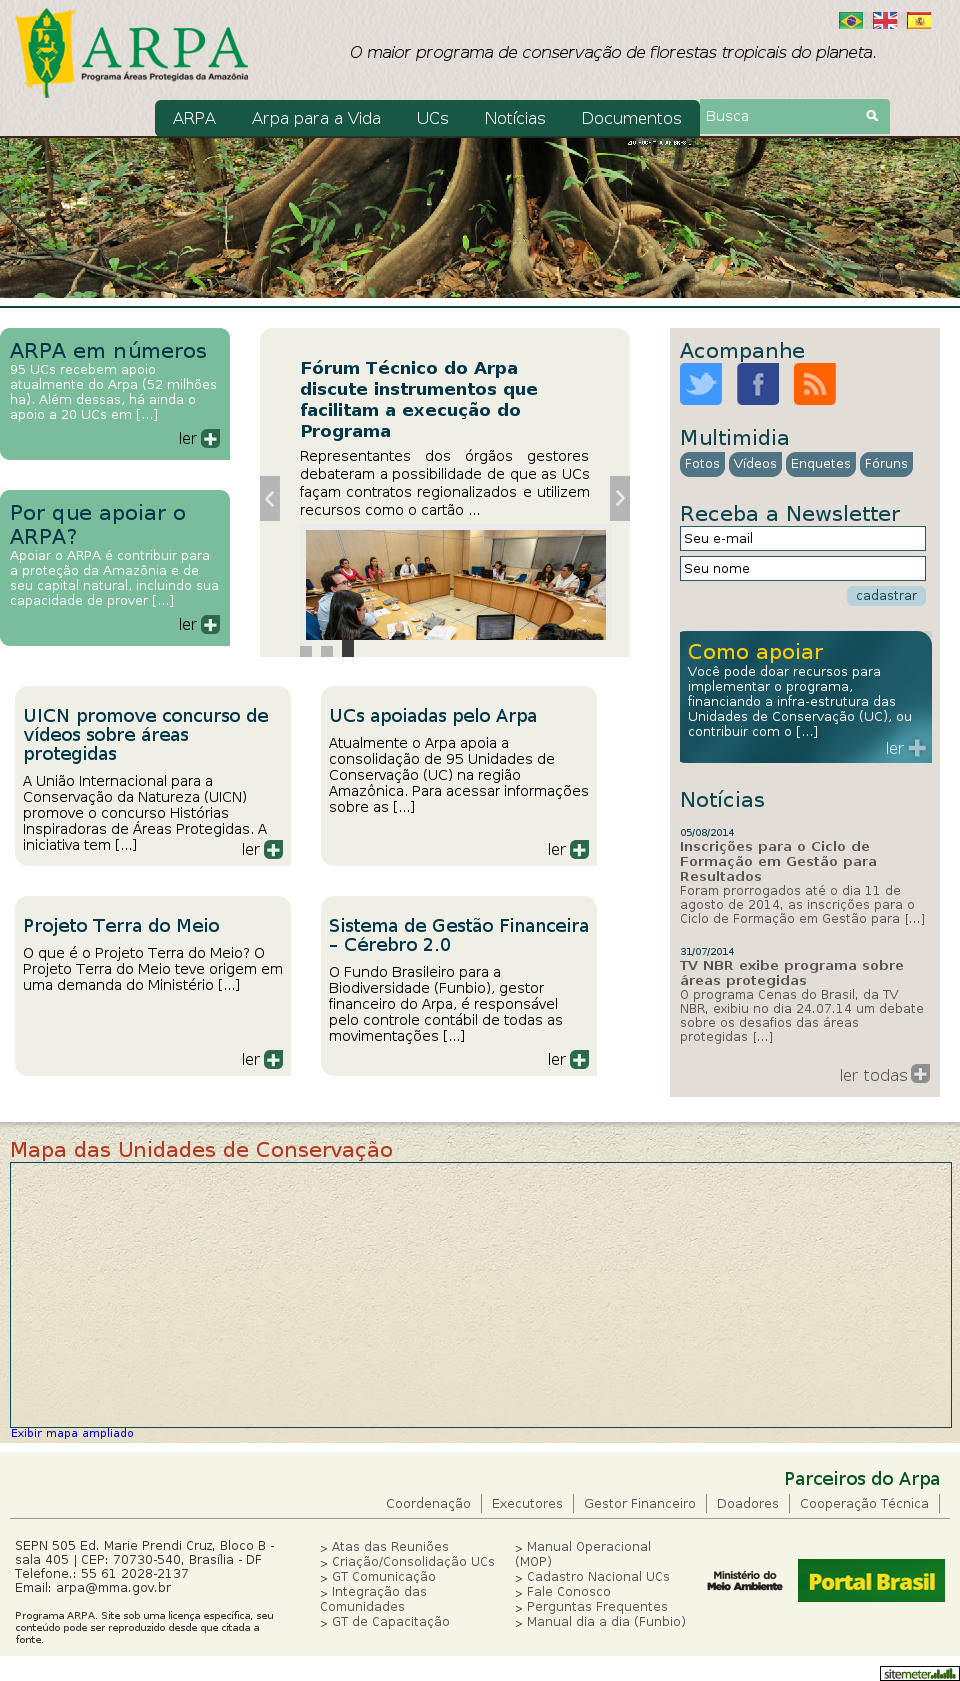 ARPA
Programa Áreas Protegidas da Amazônia
O maior programa de conservação de florestas tropicais do planeta.
ARPA
Arpa para a Vida
UCs
Notícias
Documentos
Busca
ARPA em números
95 UCs recebem apoio
atualmente do Arpa (52 milhões
ha). Além dessas, há ainda o
apoio a 20 UCs em [...]
ler
Por que apoiar o
ARPA?
Apoiar o ARPA é contribuir para
a proteção da Amazônia e de
seu capital natural, incluindo sua
capacidade de prover [...]
ler
Fórum Técnico do Arpa
discute instrumentos que
facilitam a execução do
Programa
Representantes dos órgãos gestores
debateram a possibilidade de que as UCs
façam contratos regionalizados e utilizem
recursos como o cartão ...
UICN promove concurso de
vídeos sobre áreas
protegidas
A União Internacional para a
Conservação da Natureza (UICN)
promove o concurso Histórias
Inspiradoras de Áreas Protegidas. A
iniciativa tem [...]
ler
UCs apoiadas pelo Arpa
Atualmente o Arpa apoia a
consolidação de 95 Unidades de
Conservação (UC) na região
Amazônica. Para acessar informações
sobre as [...]
ler
Projeto Terra do Meio
O que é o Projeto Terra do Meio? O
Projeto Terra do Meio teve origem em
uma demanda do Ministério [...]
ler
Sistema de Gestão Financeira
– Cérebro 2.0
O Fundo Brasileiro para a
Biodiversidade (Funbio), gestor
financeiro do Arpa, é responsável
pelo controle contábil de todas as
movimentações [...]
ler
Acompanhe
Multimidia
Fotos
Vídeos
Enquetes
Fóruns
Receba a Newsletter
Seu e-mail
Seu nome
cadastrar
Como apoiar
Você pode doar recursos para
implementar o programa,
financiando a infra-estrutura das
Unidades de Conservação (UC), ou
contribuir com o [...]
ler
Notícias
05/08/2014
Inscrições para o Ciclo de
Formação em Gestão para
Resultados
Foram prorrogados até o dia 11 de
agosto de 2014, as inscrições para o
Ciclo de Formação em Gestão para [...]
31/07/2014
TV NBR exibe programa sobre
áreas protegidas
O programa Cenas do Brasil, da TV
NBR, exibiu no dia 24.07.14 um debate
sobre os desafios das áreas
protegidas [...]
ler todas
Mapa das Unidades de Conservação
Exibir mapa ampliado
Parceiros do Arpa
Coordenação
Executores
Gestor Financeiro
Doadores
Cooperação Técnica
SEPN 505 Ed. Marie Prendi Cruz, Bloco B -
sala 405 | CEP: 70730-540, Brasília - DF
Telefone.: 55 61 2028-2137
Email: arpa@mma.gov.br
Programa ARPA. Site sob uma licença específica, seu
conteúdo pode ser reproduzido desde que citada a
fonte.
> Atas das Reuniões
> Criação/Consolidação UCs
> GT Comunicação
> Integração das
Comunidades
> GT de Capacitação
> Manual Operacional
(MOP)
> Cadastro Nacional UCs
> Fale Conosco
> Perguntas Frequentes
> Manual dia a dia (Funbio)
Ministério do
Meio Ambiente
Portal Brasil
sitemeter